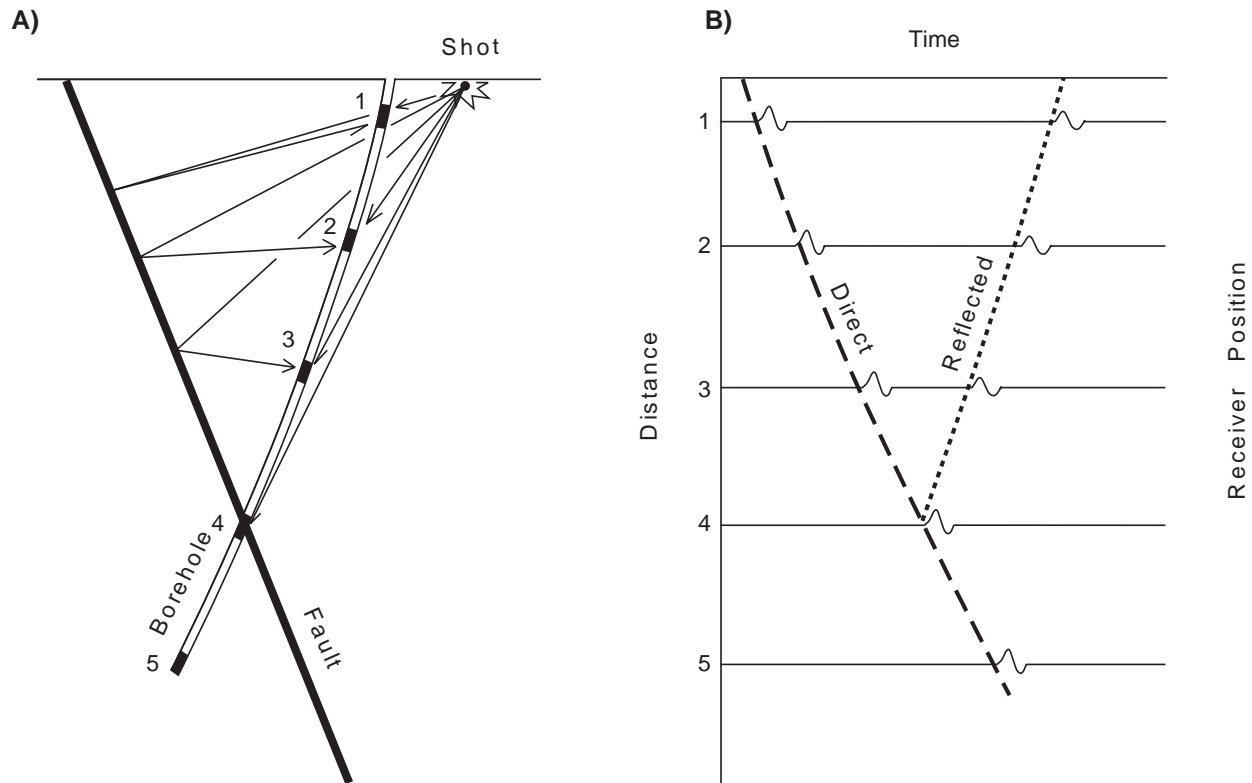 A)
Shot
1
2
3
4
5
Borehole
Fault
B)
Time
1
2
3
4
5
Direct
Reflected
Distance
Receiver Position